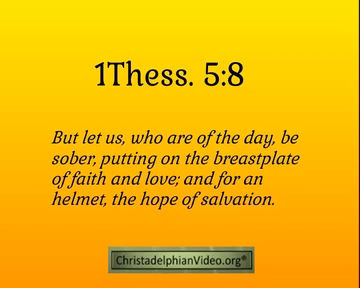 1Thess. 5:8
But let us, who are of the day, be
sober, putting on the breastplate
of faith and love; and for an
helmet, the hope of salvation.
ChristadelphianVideo.org®